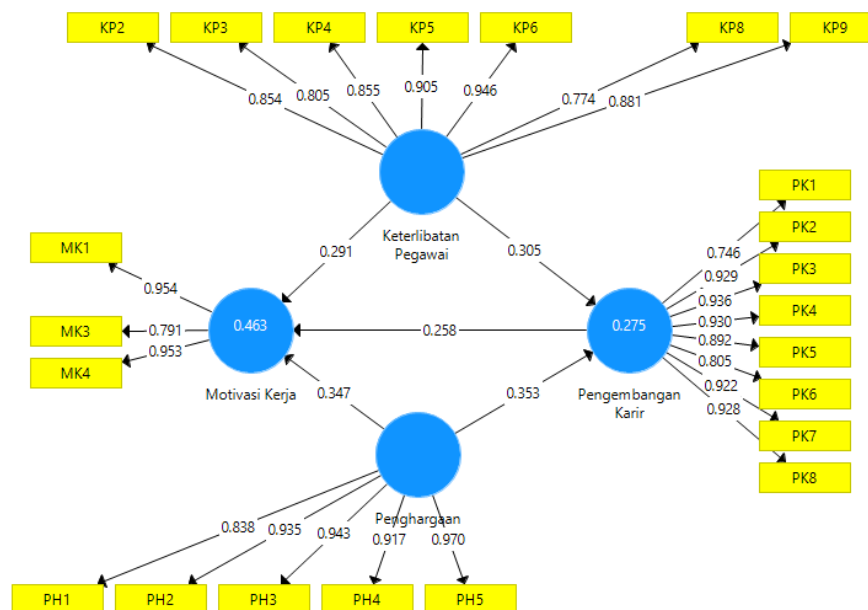 KP2 KP3 KP4 KP5 KP6 KP8 KP9
0.854 0.805 0.855 0.905 0.946 0.774 0.881
Keterlibatan
Pegawai
0.291 0.305
MK1
MK3
MK4
0.954
0.791
0.953
0.463
Motivasi Kerja
0.258
0.275
Pengembangan
Karir
0.746
0.929
0.936
0.930
0.892
0.805
0.922
0.928
PK1
PK2
PK3
PK4
PK5
PK6
PK7
PK8
0.347 0.353
Penghargaan
0.838 0.935 0.943 0.917 0.970
PH1 PH2 PH3 PH4 PH5